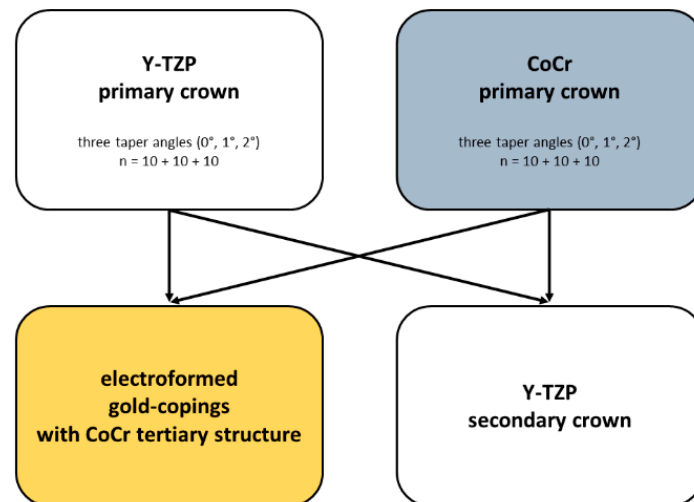 Y-TZP
primary crown
three taper angles (0°, 1°, 2°)
n = 10 + 10 + 10
CoCr
primary crown
three taper angles (0°, 1°, 2°)
n = 10 + 10 + 10
electroformed
gold-copings
with CoCr tertiary structure
Y-TZP
secondary crown